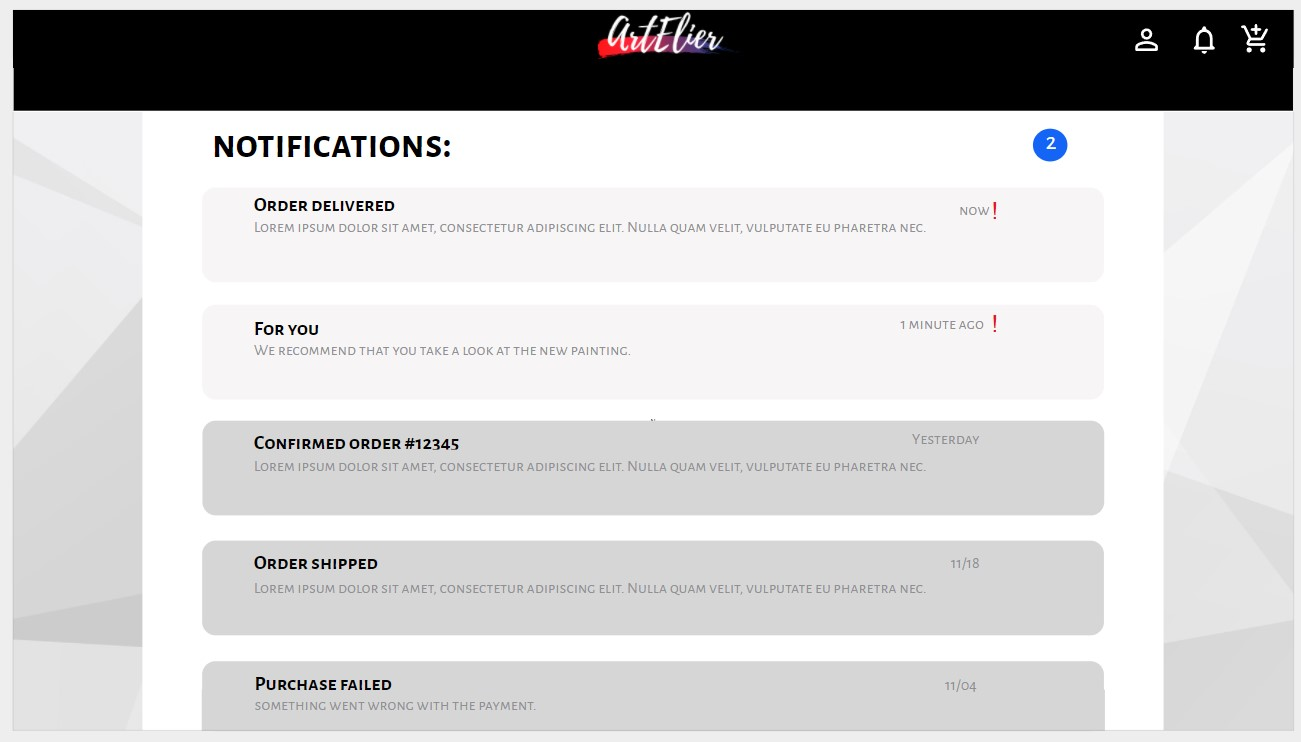 ArtElier
NOTIFICATIONS:
2
Order delivered
now!
Lorem ipsum dolor sit amet, consectetur adipiscing elit. Nulla quam velit, vulputate eu pharetra nec.
1 minute ago !
For you
We recommend that you take a look at the new painting.
Confirmed order #12345
Yesterday
Lorem ipsum dolor sit amet, consectetur adipiscing elit. Nulla quam velit, vulputate eu pharetra nec.
Order shipped
11/18
Lorem ipsum dolor sit amet, consectetur adipiscing elit. Nulla quam velit, vulputate eu pharetra nec.
Purchase failed
11/04
something went wrong with the payment.